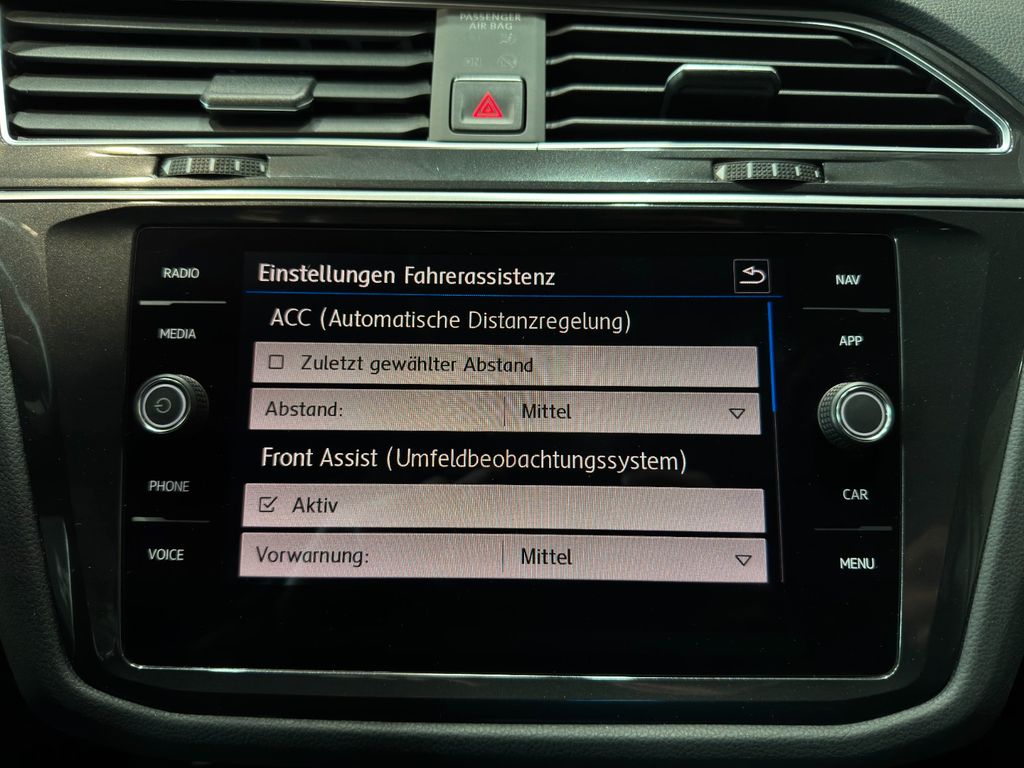 PASSENGER
AIR BAG
RADIO
MEDIA
PHONE
VOICE
Einstellungen Fahrerassistenz
ACC (Automatische Distanzregelung)
Zuletzt gewählter Abstand
Abstand: Mittel
Front Assist (Umfeldbeobachtungssystem)
Aktiv
Vorwarnung: Mittel
NAV
APP
CAR
MENU